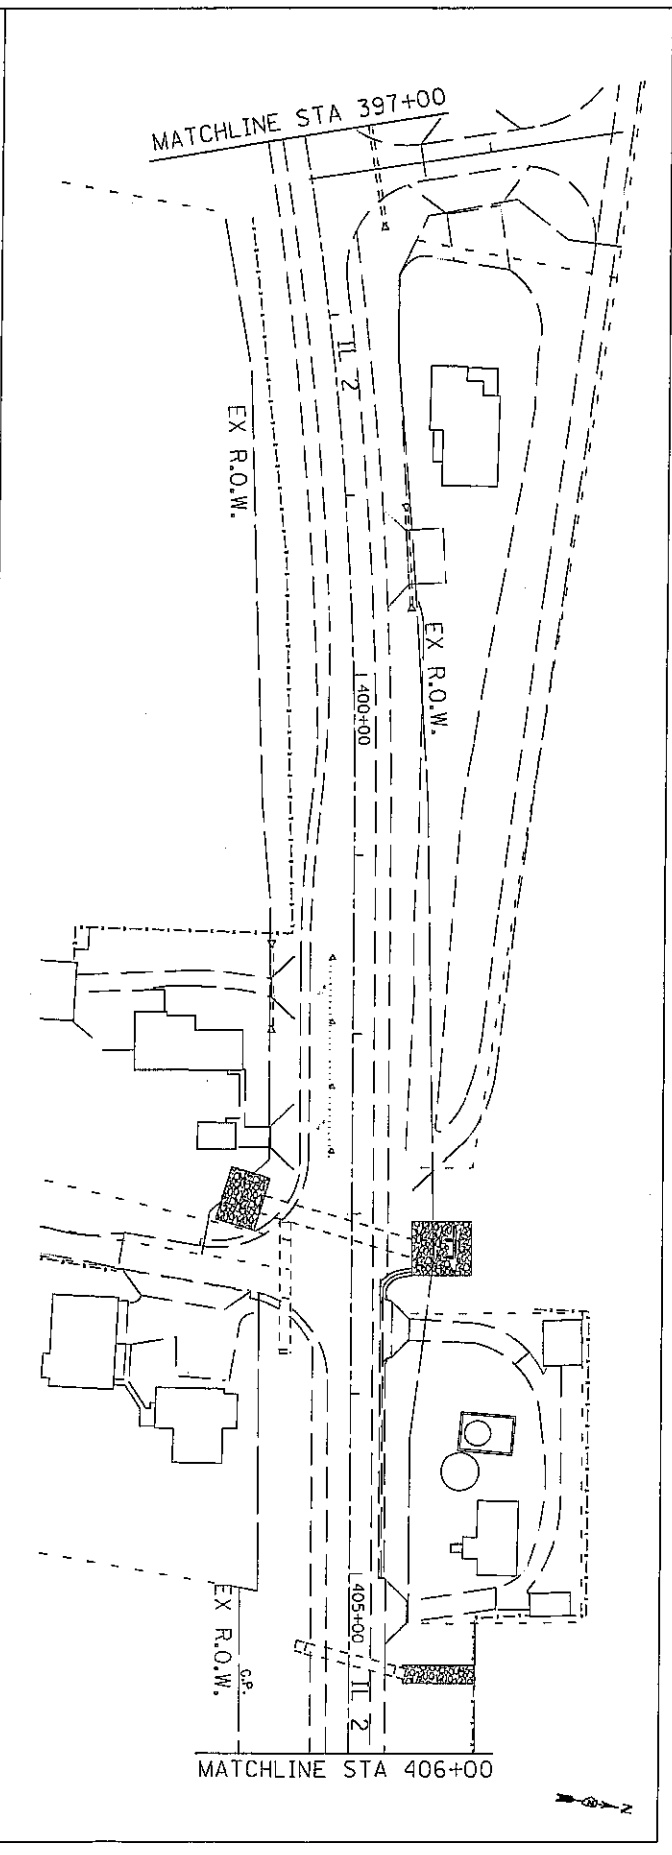 MATCHLINE STA 397+00
IL 2
EX R.O.W.
EX R.O.W.
400+00
405+00
EX R.O.W.
C.P.
IL 2
MATCHLINE STA 406+00
N